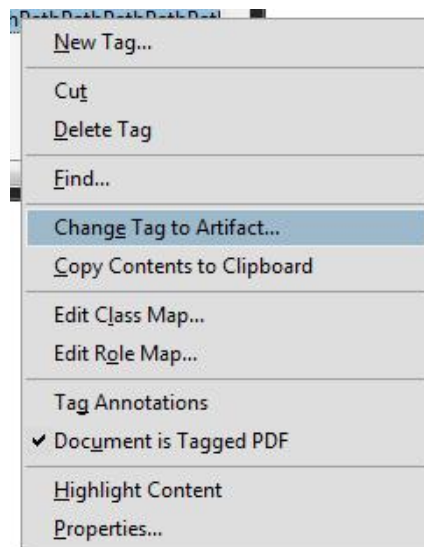 New Tag...
Cut
Delete Tag
Find...
Change Tag to Artifact...
Copy Contents to Clipboard
Edit Class Map...
Edit Role Map...
Tag Annotations
Document is Tagged PDF
Highlight Content
Properties...